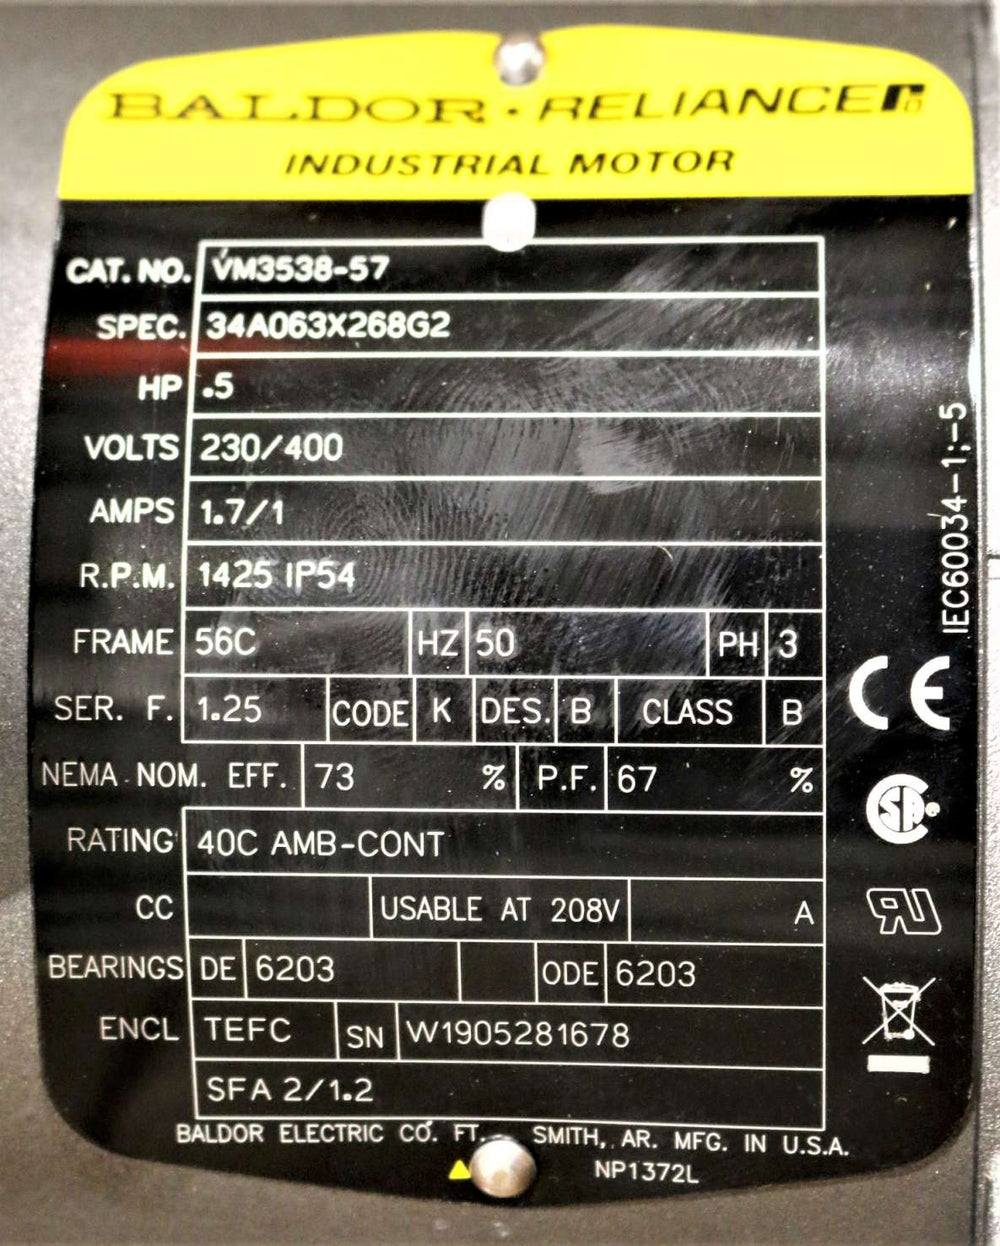 BALDOR · RELIANCE
INDUSTRIAL MOTOR
CAT. NO. VM3538-57
SPEC. 34A063X268G2
HP .5
VOLTS 230/400
AMPS 1.7/1
R.P.M. 1425 IP54
FRAME 56C HZ 50 PH 3
SER. F. 1.25 CODE K DES. B CLASS B
NEMA NOM. EFF. 73 % P.F. 67 %
RATING 40C AMB-CONT
CC USABLE AT 208V A
BEARINGS DE 6203 ODE 6203
ENCL TEFC SN W1905281678
SFA 2/1.2
BALDOR ELECTRIC CO. FT. SMITH, AR. MFG. IN U.S.A.
NP1372L
IEC60034-1;-5
CE
SA
RU